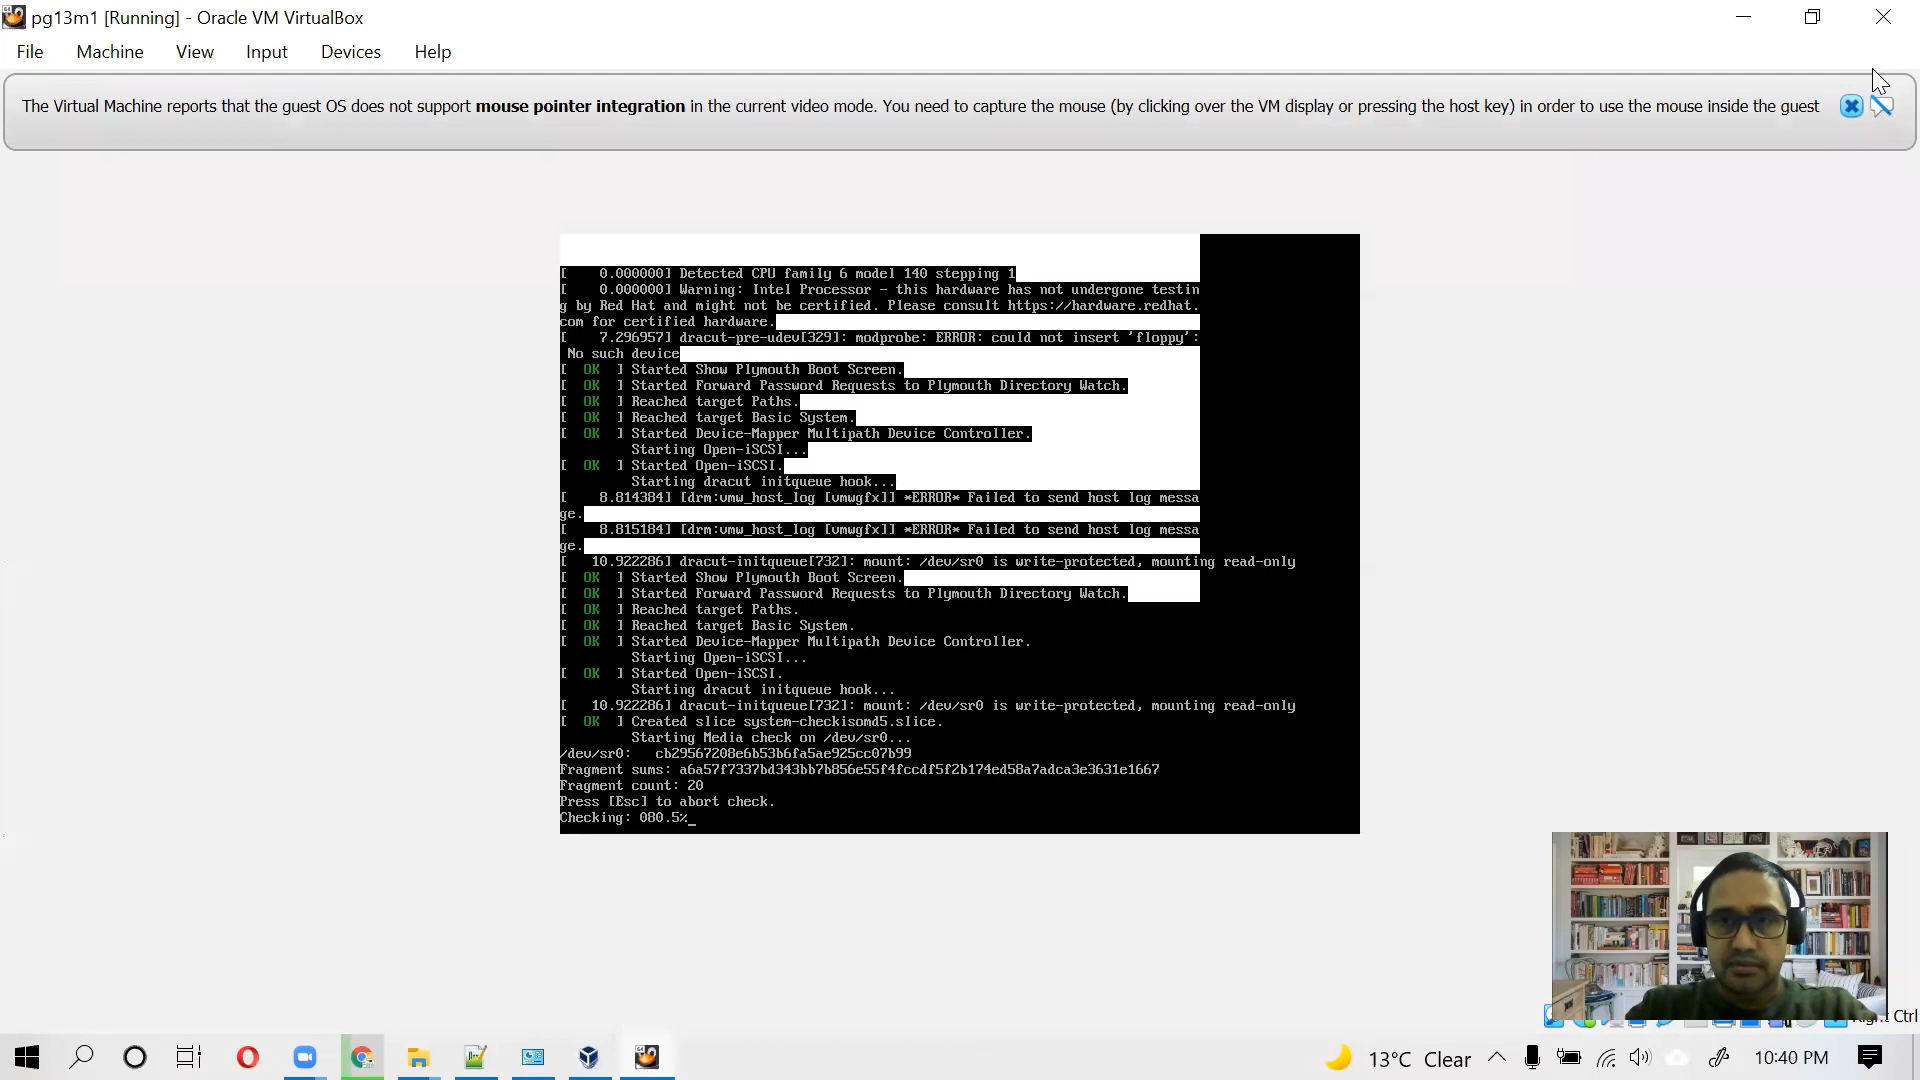 pg13m1 [Running] - Oracle VM VirtualBox
File Machine View Input Devices Help
The Virtual Machine reports that the guest OS does not support mouse pointer integration in the current video mode. You need to capture the mouse (by clicking over the VM display or pressing the host key) in order to use the mouse inside the guest
[    0.000000] Detected CPU family 6 model 140 stepping 1
[    0.000000] Warning: Intel Processor - this hardware has not undergone testin
g by Red Hat and might not be certified. Please consult https://hardware.redhat.
com for certified hardware.
[    7.296957] dracut-pre-udev[329]: modprobe: ERROR: could not insert 'floppy':
No such device
[  OK  ] Started Show Plymouth Boot Screen.
[  OK  ] Started Forward Password Requests to Plymouth Directory Watch.
[  OK  ] Reached target Paths.
[  OK  ] Reached target Basic System.
[  OK  ] Started Device-Mapper Multipath Device Controller.
Starting Open-iSCSI...
[  OK  ] Started Open-iSCSI.
Starting dracut initqueue hook...
[    8.814384] [drm:vmw_host_log [vmwgfx]] *ERROR* Failed to send host log messa
ge.
[    8.815184] [drm:vmw_host_log [vmwgfx]] *ERROR* Failed to send host log messa
ge.
[   10.922286] dracut-initqueue[732]: mount: /dev/sr0 is write-protected, mounting read-only
[  OK  ] Started Show Plymouth Boot Screen.
[  OK  ] Started Forward Password Requests to Plymouth Directory Watch.
[  OK  ] Reached target Paths.
[  OK  ] Reached target Basic System.
[  OK  ] Started Device-Mapper Multipath Device Controller.
Starting Open-iSCSI...
[  OK  ] Started Open-iSCSI.
Starting dracut initqueue hook...
[   10.922286] dracut-initqueue[732]: mount: /dev/sr0 is write-protected, mounting read-only
[  OK  ] Created slice system-checkisomd5.slice.
Starting Media check on /dev/sr0...
/dev/sr0:   cb29567208e6b53b6fa5ae925cc07b99
Fragment sums: a6a57f7337bd343bb7b856e55f4fccdf5f2b174ed58a7adca3e3631e1667
Fragment count: 20
Press [Esc] to abort check.
Checking: 080.5%_
Ctrl
13°C Clear 10:40 PM